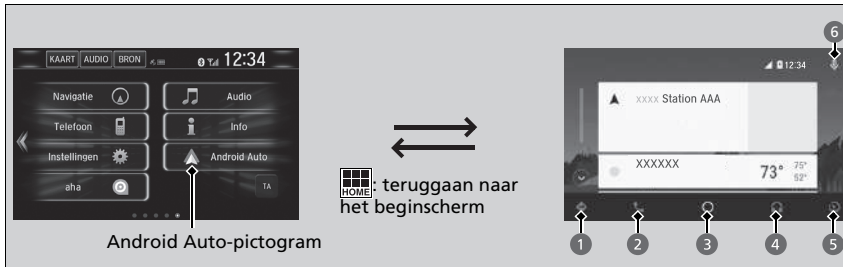 KAART AUDIO BRON 12:34
Navigatie
Audio
Telefoon
Info
Instellingen
Android Auto
aha
TA
Android Auto-pictogram
HOME: teruggaan naar
het beginscherm
6
12:34
xxxx Station AAA
XXXXXX
73° 75°
52°
1 2 3 4 5